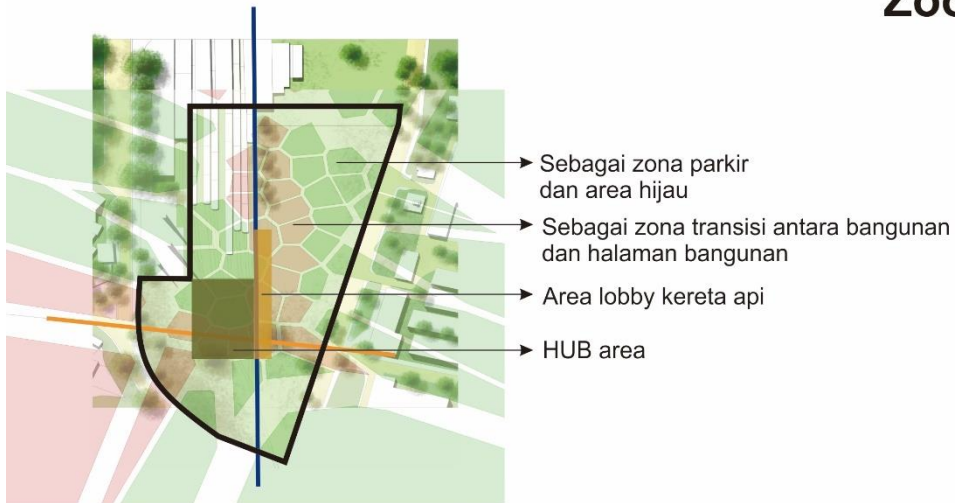 Sebagai zona parkir
dan area hijau
Sebagai zona transisi antara bangunan
dan halaman bangunan
Area lobby kereta api
HUB area